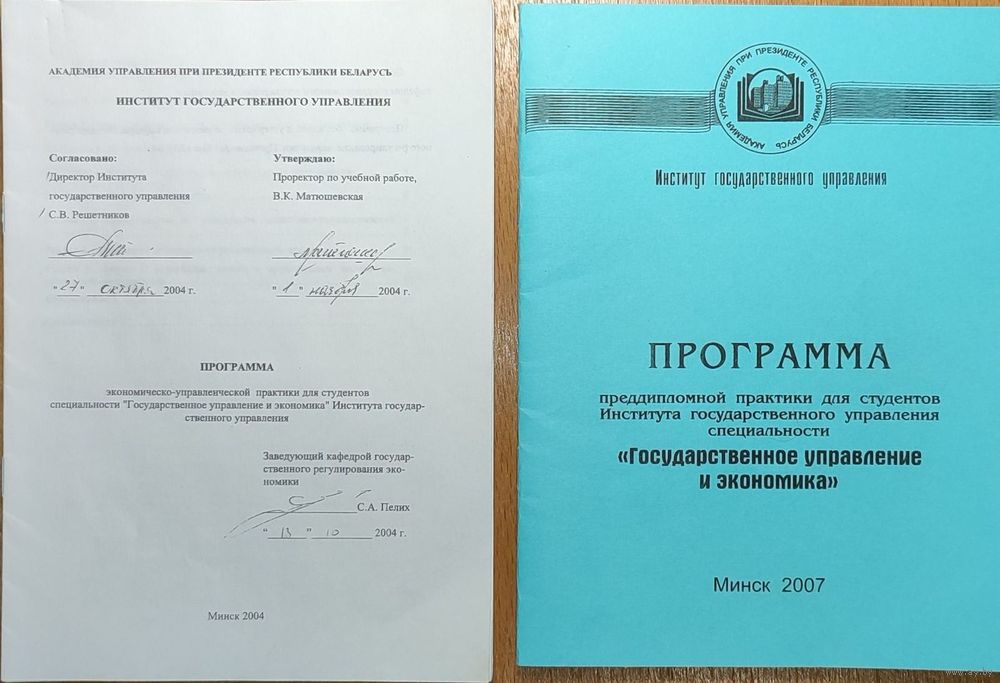 АКАДЕМИЯ УПРАВЛЕНИЯ ПРИ ПРЕЗИДЕНТЕ РЕСПУБЛИКИ БЕЛАРУСЬ
ИНСТИТУТ ГОСУДАРСТВЕННОГО УПРАВЛЕНИЯ
Согласовано:
Директор Института
государственного управления
С.В. Решетников
"27" октября 2004 г.
Утверждаю:
Проректор по учебной работе,
В.К. Матюшевская
"1" ноября 2004 г.
ПРОГРАММА
экономическо-управленческой практики для студентов
специальности "Государственное управление и экономика" Института государ-
ственного управления
Заведующий кафедрой государ-
ственного регулирования эко-
номики
С.А. Пелих
"13" 10 2004 г.
Минск 2004
АКАДЕМИЯ УПРАВЛЕНИЯ ПРИ ПРЕЗИДЕНТЕ РЕСПУБЛИКИ БЕЛАРУСЬ
Институт государственного управления
ПРОГРАММА
преддипломной практики для студентов
Института государственного управления
специальности
«Государственное управление
и экономика»
Минск 2007
www.ay.by